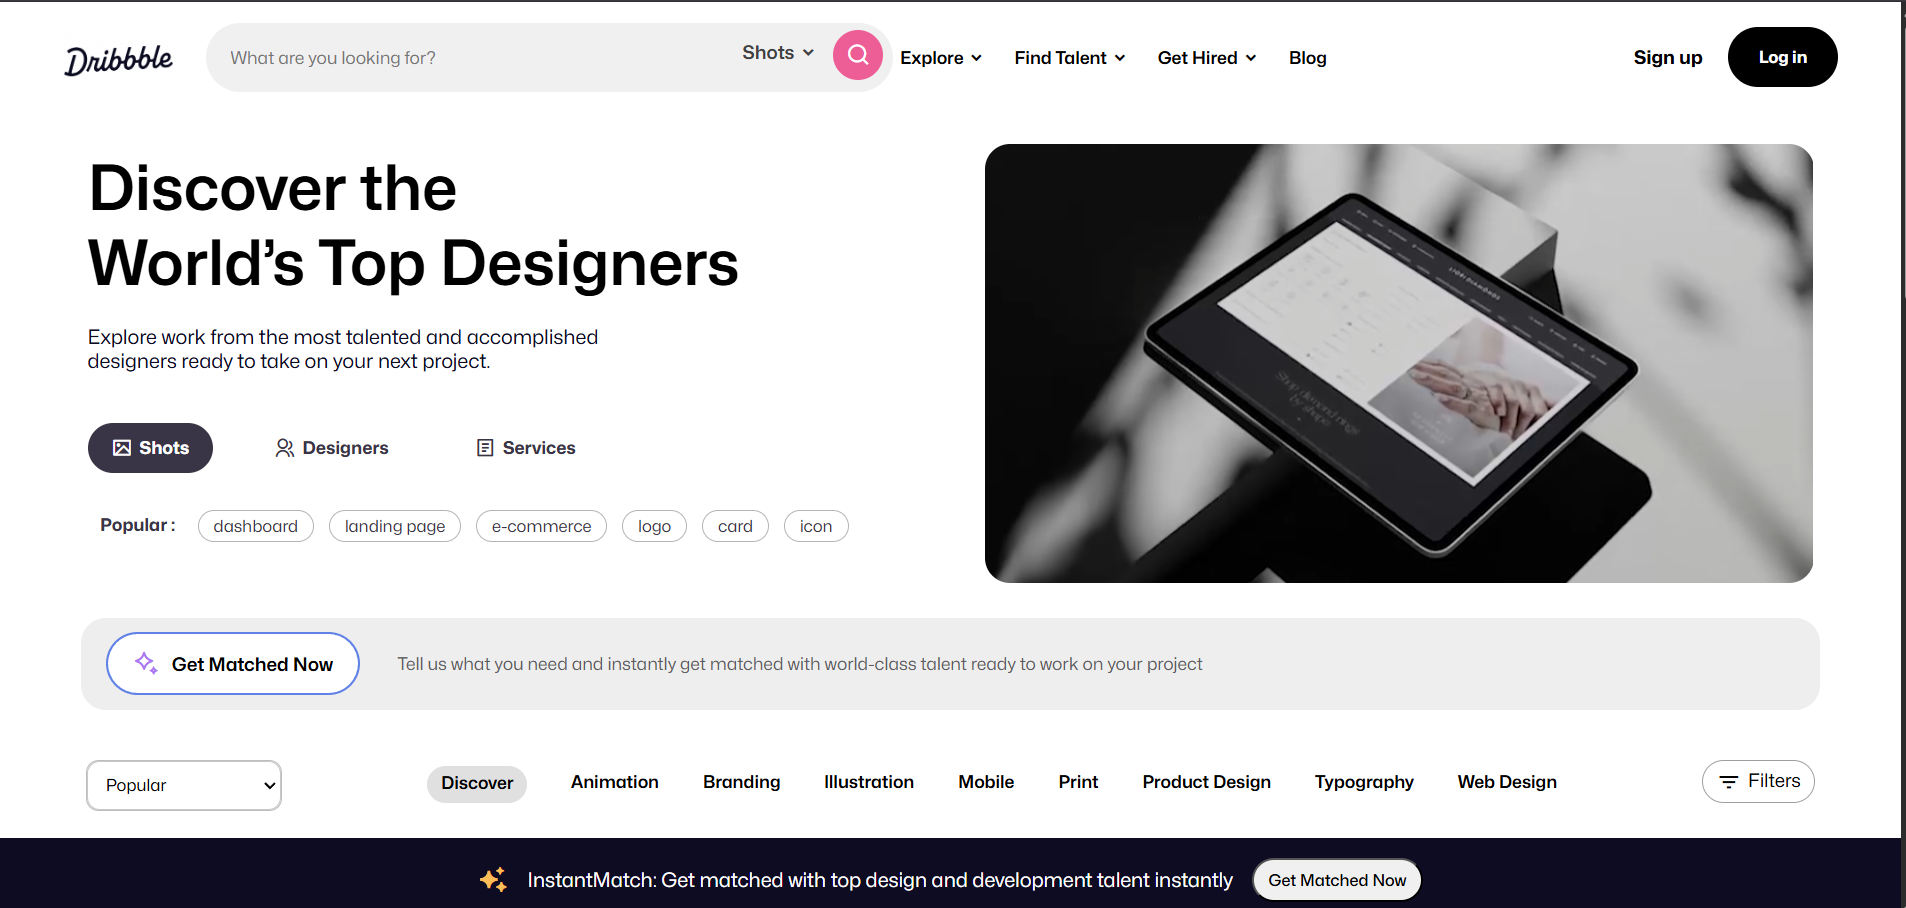 Dribbble
What are you looking for?
Shots
Explore
Find Talent
Get Hired
Blog
Sign up
Log in
Discover the
World's Top Designers
Explore work from the most talented and accomplished
designers ready to take on your next project.
Shots
Designers
Services
Popular :
dashboard
landing page
e-commerce
logo
card
icon
LIORI DIAMONDS
Get Matched Now
Tell us what you need and instantly get matched with world-class talent ready to work on your project
Popular
Discover
Animation
Branding
Illustration
Mobile
Print
Product Design
Typography
Web Design
Filters
InstantMatch: Get matched with top design and development talent instantly
Get Matched Now